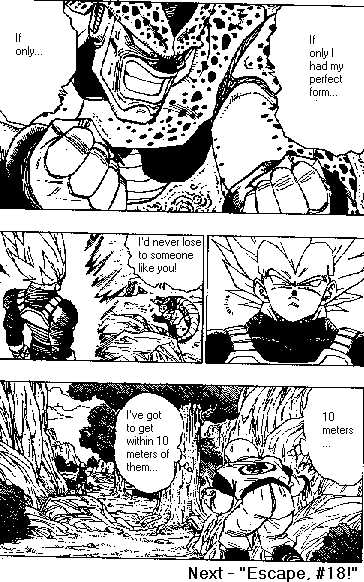 If
only...
If
only I
had my
perfect
form...
I'd never lose
to someone
like you!
10
meters
...
I've got
to get
within 10
meters of
them...
Next - "Escape, #18!"